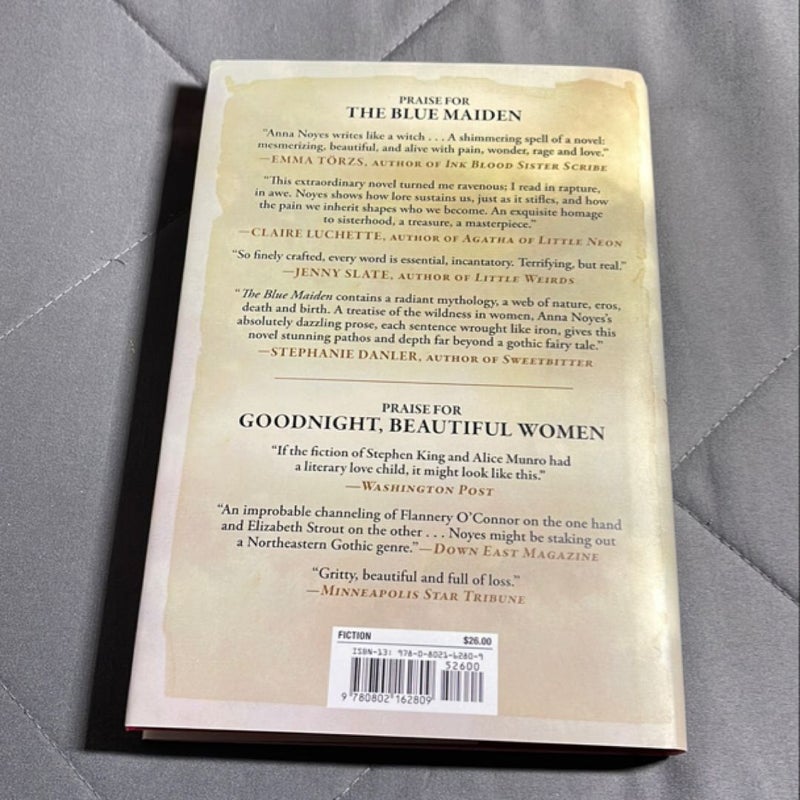 PRAISE FOR
THE BLUE MAIDEN
“Anna Noyes writes like a witch . . . A shimmering spell of a novel:
mesmerizing, beautiful, and alive with pain, wonder, rage and love.”
—EMMA TÖRZS, AUTHOR OF INK BLOOD SISTER SCRIBE
“This extraordinary novel turned me ravenous; I read in rapture,
in awe. Noyes shows how lore sustains us, just as it stifles, and how
the pain we inherit shapes who we become. An exquisite homage
to sisterhood, a treasure, a masterpiece.”
—CLAIRE LUCHETTE, AUTHOR OF AGATHA OF LITTLE NEON
“So finely crafted, every word is essential, incantatory. Terrifying, but real.”
—JENNY SLATE, AUTHOR OF LITTLE WEIRDS
“The Blue Maiden contains a radiant mythology, a web of nature, eros,
death and birth. A treatise of the wildness in women, Anna Noyes’s
absolutely dazzling prose, each sentence wrought like iron, gives this
novel stunning pathos and depth far beyond a gothic fairy tale.”
—STEPHANIE DANLER, AUTHOR OF SWEETBITTER
PRAISE FOR
GOODNIGHT, BEAUTIFUL WOMEN
“If the fiction of Stephen King and Alice Munro had
a literary love child, it might look like this.”
—WASHINGTON POST
“An improbable channeling of Flannery O’Connor on the one hand
and Elizabeth Strout on the other . . . Noyes might be staking out
a Northeastern Gothic genre.”—DOWN EAST MAGAZINE
“Gritty, beautiful and full of loss.”
—MINNEAPOLIS STAR TRIBUNE
FICTION $26.00
ISBN-13: 978-0-8021-6280-9
52600
9 780802 162809